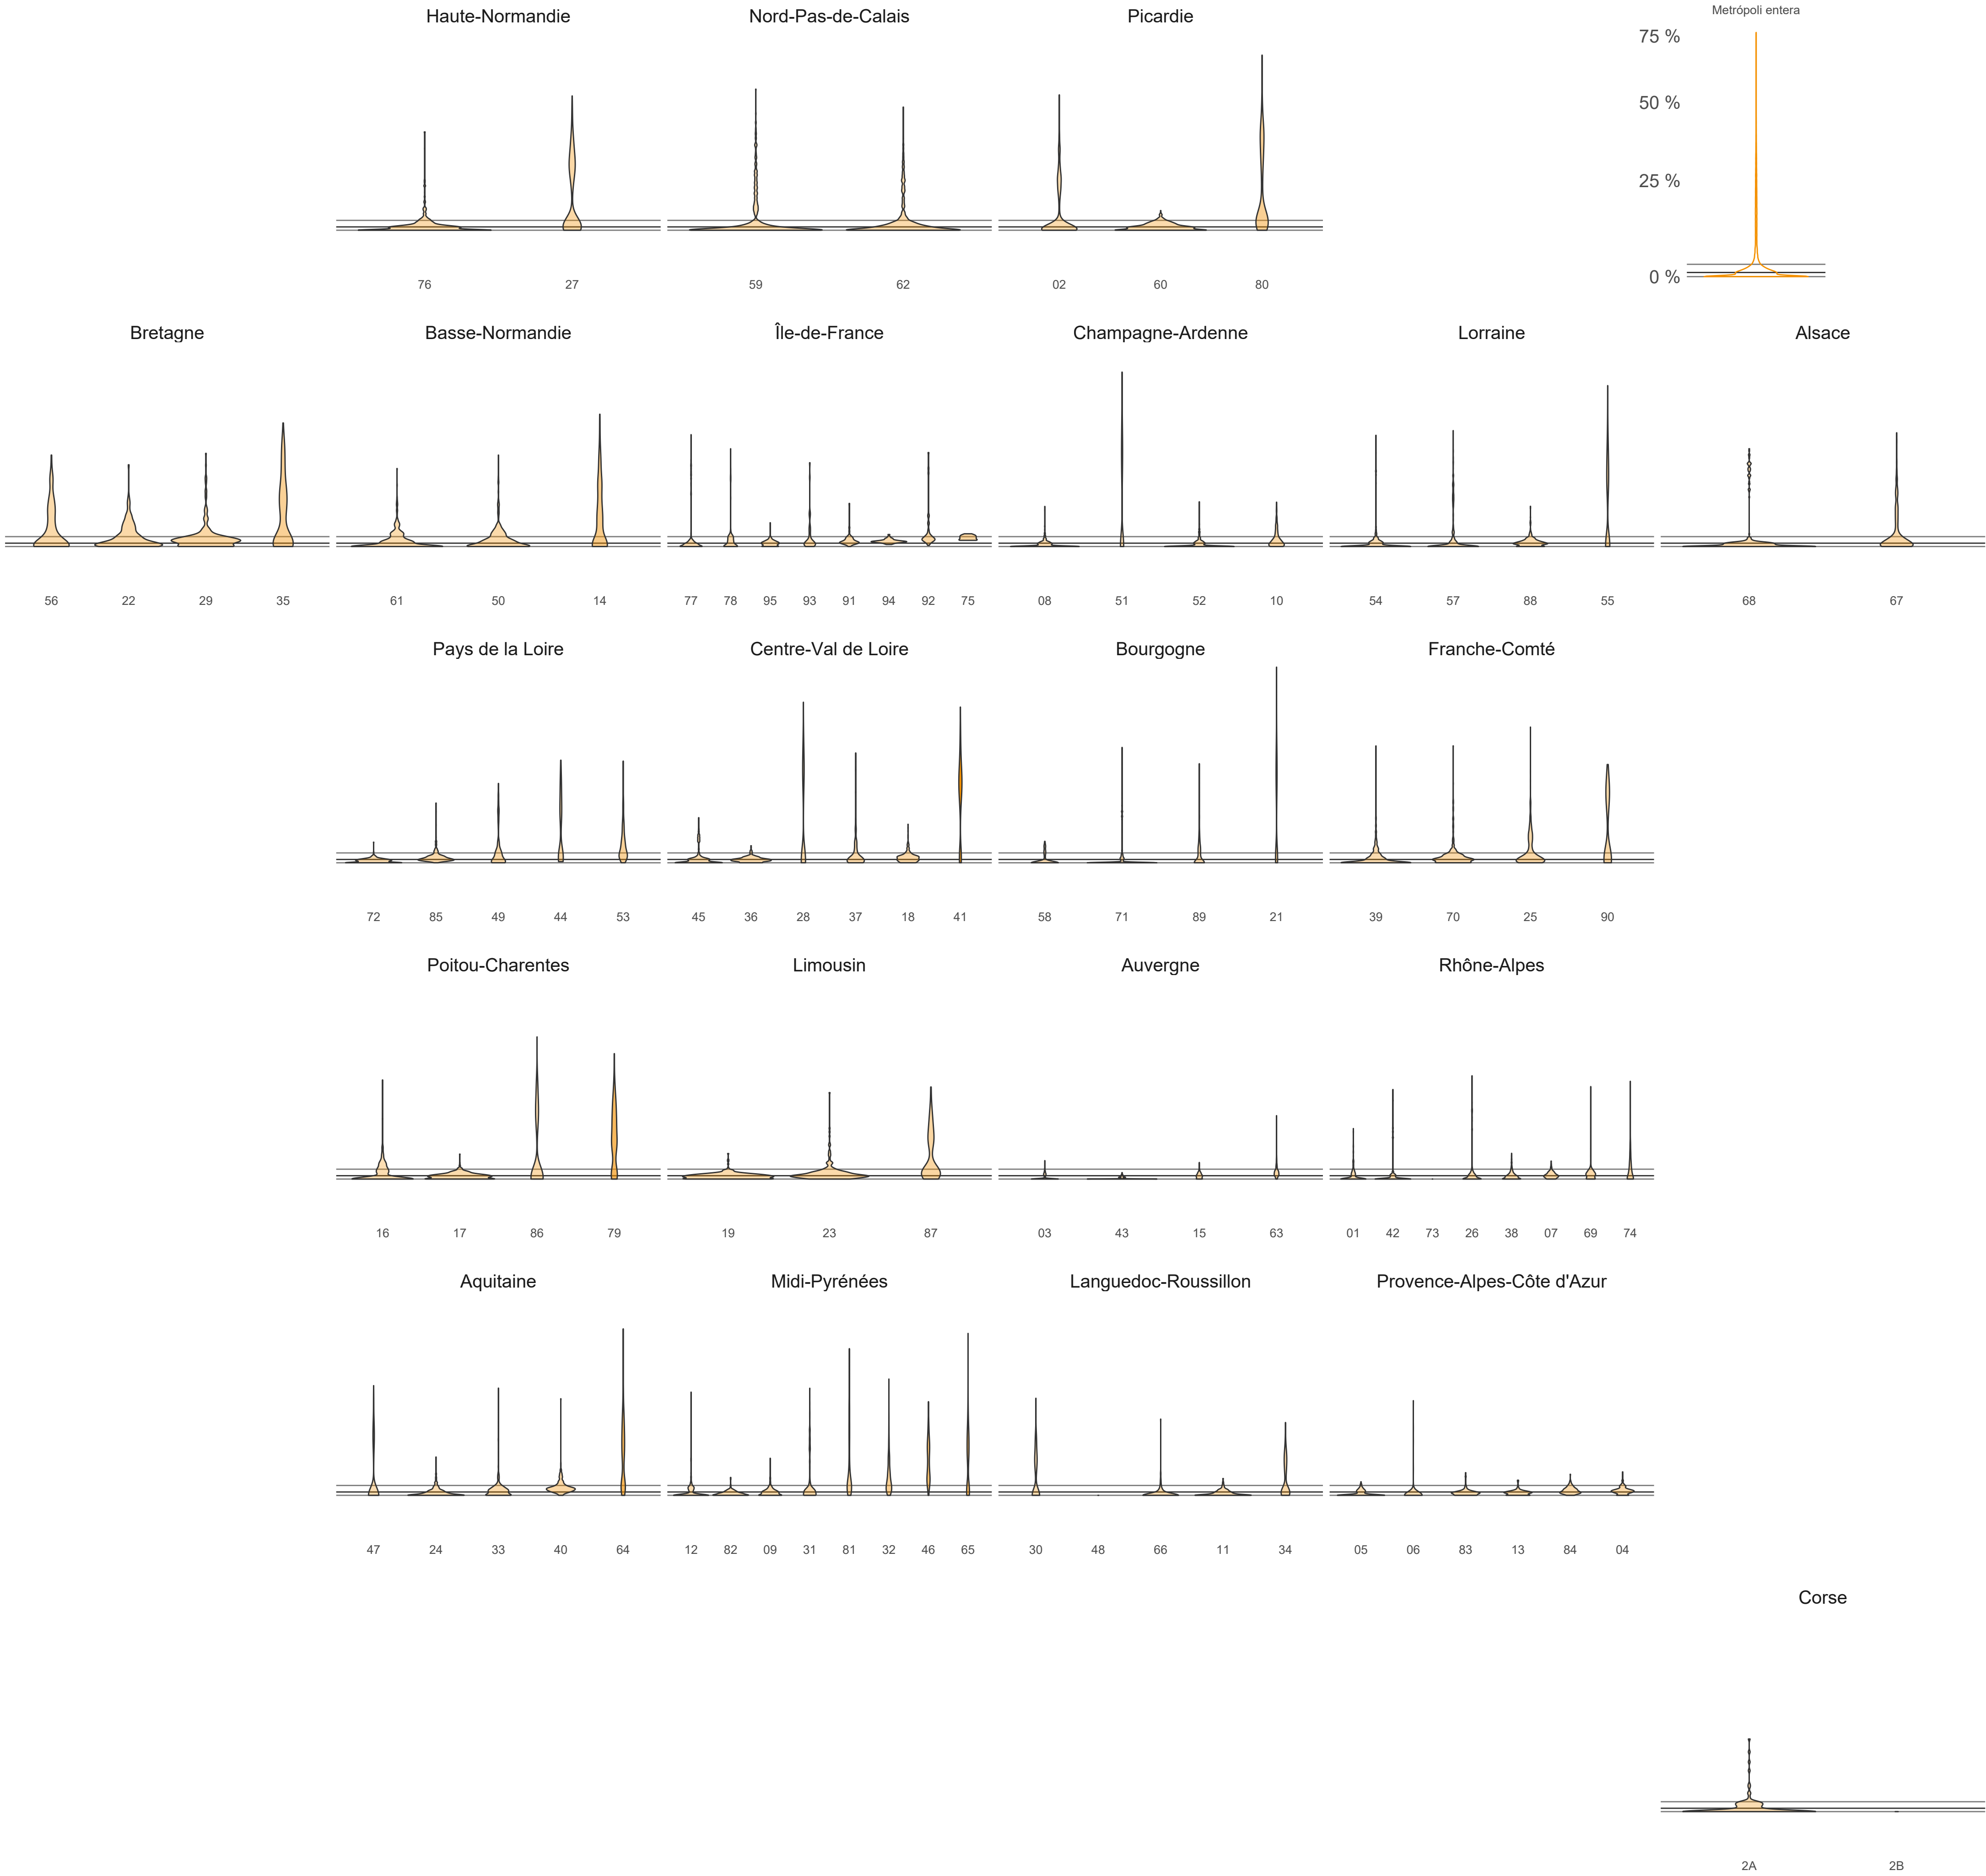 Haute-Normandie Nord-Pas-de-Calais Picardie Metrópoli entera
75 %
50 %
25 %
0 %
76 27 59 62 02 60 80
Bretagne Basse-Normandie Île-de-France Champagne-Ardenne Lorraine Alsace
56 22 29 35 61 50 14 77 78 95 93 91 94 92 75 08 51 52 10 54 57 88 55 68 67
Pays de la Loire Centre-Val de Loire Bourgogne Franche-Comté
72 85 49 44 53 45 36 28 37 18 41 58 71 89 21 39 70 25 90
Poitou-Charentes Limousin Auvergne Rhône-Alpes
16 17 86 79 19 23 87 03 43 15 63 01 42 73 26 38 07 69 74
Aquitaine Midi-Pyrénées Languedoc-Roussillon Provence-Alpes-Côte d'Azur
47 24 33 40 64 12 82 09 31 81 32 46 65 30 48 66 11 34 05 06 83 13 84 04
Corse
2A 2B